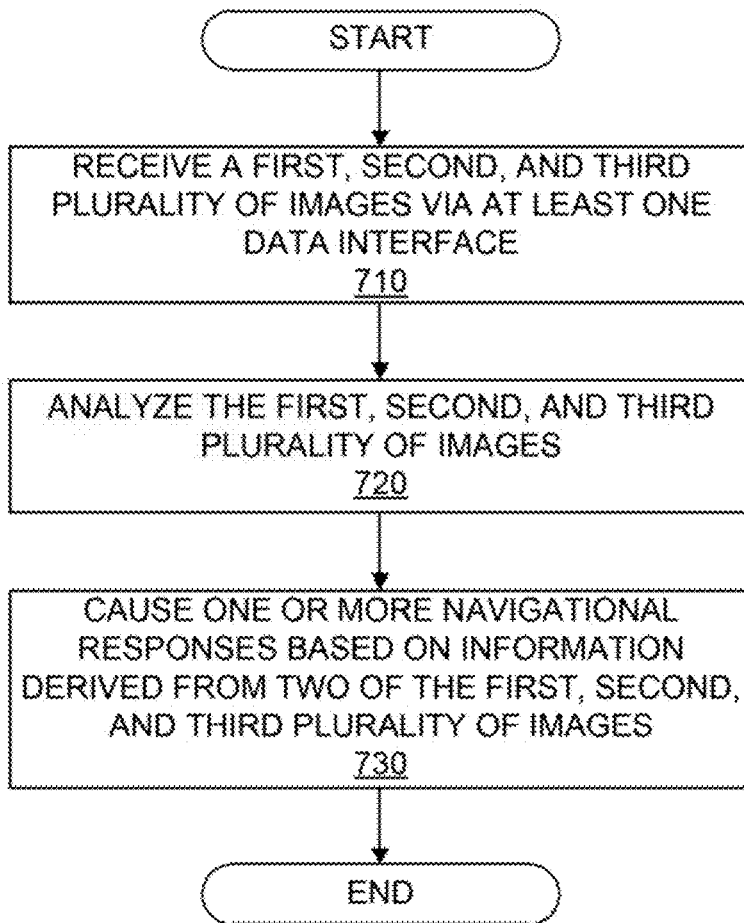 START
RECEIVE A FIRST, SECOND, AND THIRD
PLURALITY OF IMAGES VIA AT LEAST ONE
DATA INTERFACE
710
ANALYZE THE FIRST, SECOND, AND THIRD
PLURALITY OF IMAGES
720
CAUSE ONE OR MORE NAVIGATIONAL
RESPONSES BASED ON INFORMATION
DERIVED FROM TWO OF THE FIRST, SECOND,
AND THIRD PLURALITY OF IMAGES
730
END